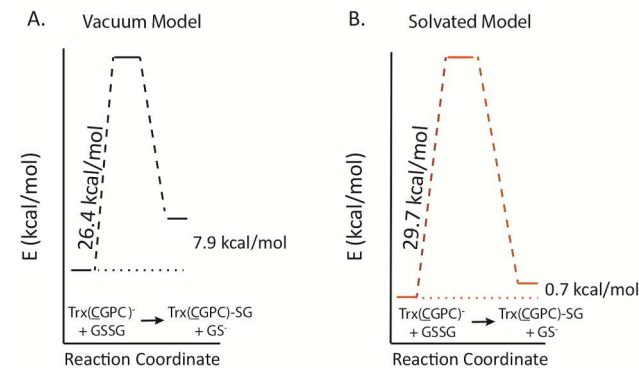 A.
Vacuum Model
E (kcal/mol)
26.4 kcal/mol
7.9 kcal/mol
Trx(CGPC)- → Trx(CGPC)-SG
+ GSSG + GS-
Reaction Coordinate
B.
Solvated Model
E (kcal/mol)
29.7 kcal/mol
0.7 kcal/mol
Trx(CGPC)- → Trx(CGPC)-SG
+ GSSG + GS-
Reaction Coordinate